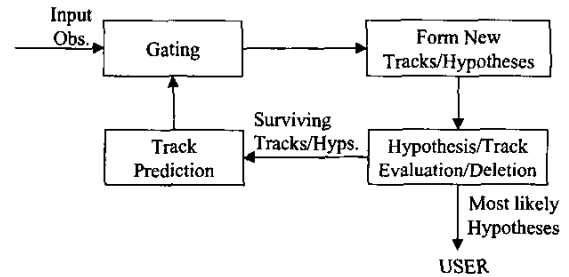 Input
Obs.
Gating
Form New
Tracks/Hypotheses
Surviving
Tracks/Hyps.
Track
Prediction
Hypothesis/Track
Evaluation/Deletion
Most likely
Hypotheses
USER